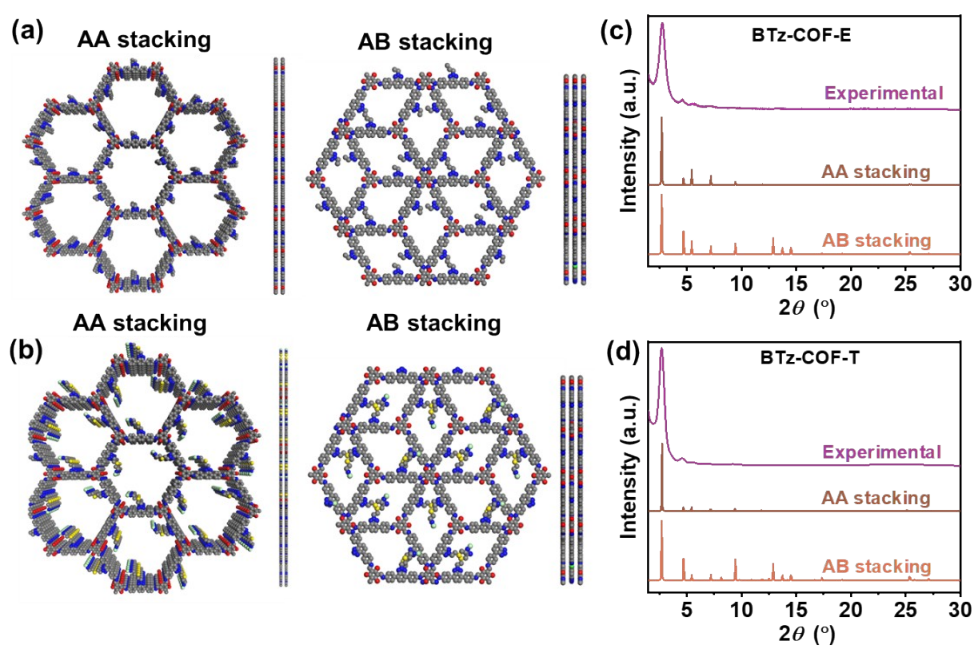 (a)
AA stacking
AB stacking
(b)
AA stacking
AB stacking
(c)
BTz-COF-E
Experimental
AA stacking
AB stacking
Intensity (a.u.)
5 10 15 20 25 30
2θ (°)
(d)
BTz-COF-T
Experimental
AA stacking
AB stacking
Intensity (a.u.)
5 10 15 20 25 30
2θ (°)